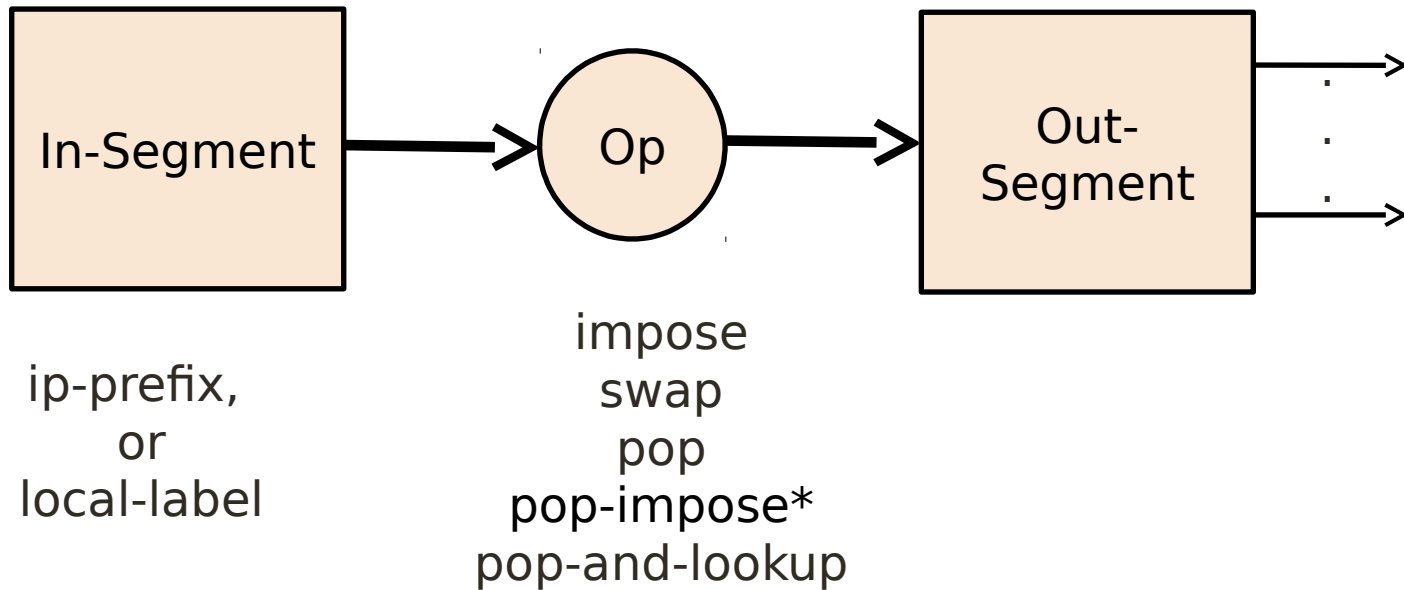 In-Segment
Op
Out-
Segment
.
.
.
ip-prefix,
or
local-label
impose
swap
pop
pop-impose*
pop-and-lookup